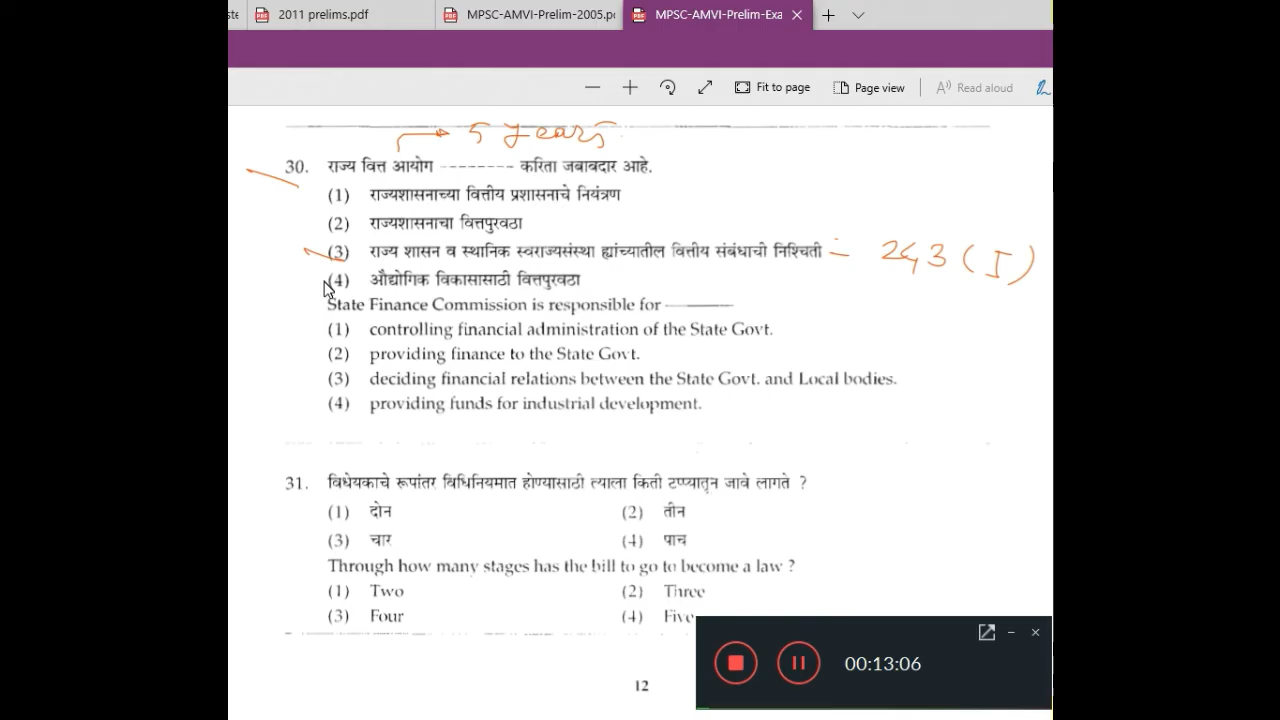 2011 prelims.pdf
MPSC-AMVI-Prelim-2005.p
MPSC-AMVI-Prelim-Exa
Fit to page
Page view
Read aloud
→ 5 years
30. राज्य वित्त आयोग -------- करिता जबाबदार आहे.
(1) राज्यशासनाच्या वित्तीय प्रशासनाचे नियंत्रण
(2) राज्यशासनाचा वित्तपुरवठा
(3) राज्य शासन व स्थानिक स्वराज्यसंस्था ह्यांच्यातील वित्तीय संबंधाची निश्चिती - 243 (I)
(4) औद्योगिक विकासासाठी वित्तपुरवठा
State Finance Commission is responsible for ———
(1) controlling financial administration of the State Govt.
(2) providing finance to the State Govt.
(3) deciding financial relations between the State Govt. and Local bodies.
(4) providing funds for industrial development.
31. विधेयकाचे रूपांतर विधिनियमात होण्यासाठी त्याला किती टप्प्यातून जावे लागते ?
(1) दोन (2) तीन
(3) चार (4) पाच
Through how many stages has the bill to go to become a law ?
(1) Two (2) Three
(3) Four (4) Five
12
00:13:06